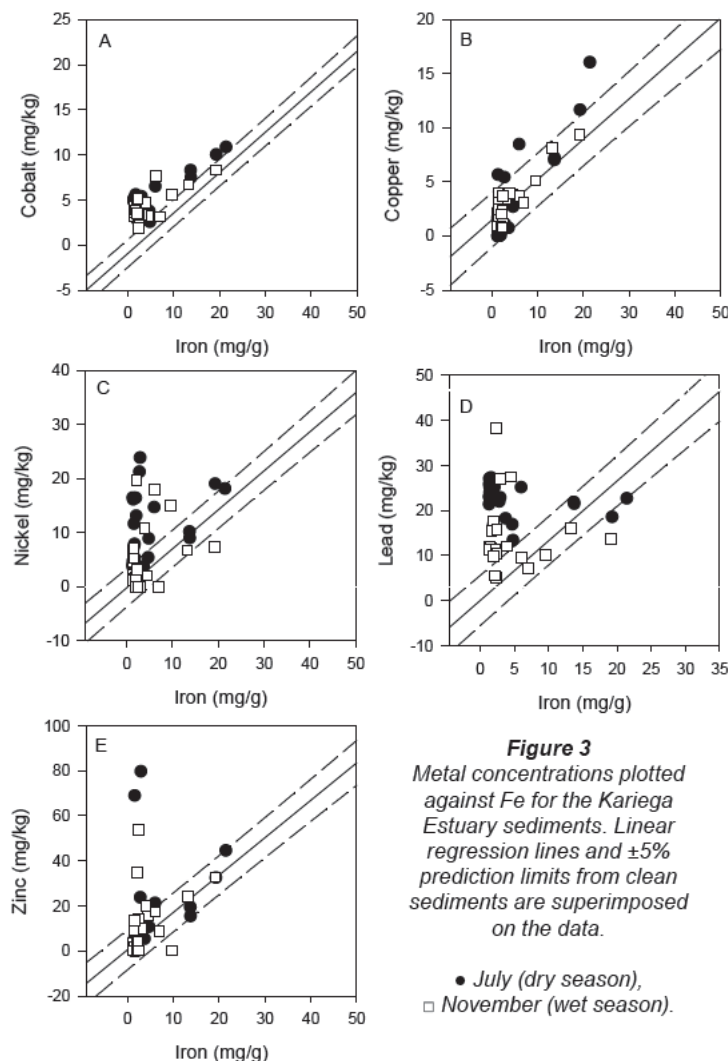 A
25
20
15
10
5
0
-5
Cobalt (mg/kg)
0 10 20 30 40 50
Iron (mg/g)
B
20
15
10
5
0
-5
Copper (mg/kg)
0 10 20 30 40 50
Iron (mg/g)
C
40
30
20
10
0
-10
Nickel (mg/kg)
0 10 20 30 40 50
Iron (mg/g)
D
50
40
30
20
10
0
-10
Lead (mg/kg)
0 5 10 15 20 25 30 35
Iron (mg/g)
E
100
80
60
40
20
0
-20
Zinc (mg/kg)
0 10 20 30 40 50
Iron (mg/g)
Figure 3
Metal concentrations plotted
against Fe for the Kariega
Estuary sediments. Linear
regression lines and ±5%
prediction limits from clean
sediments are superimposed
on the data.
● July (dry season),
□ November (wet season).